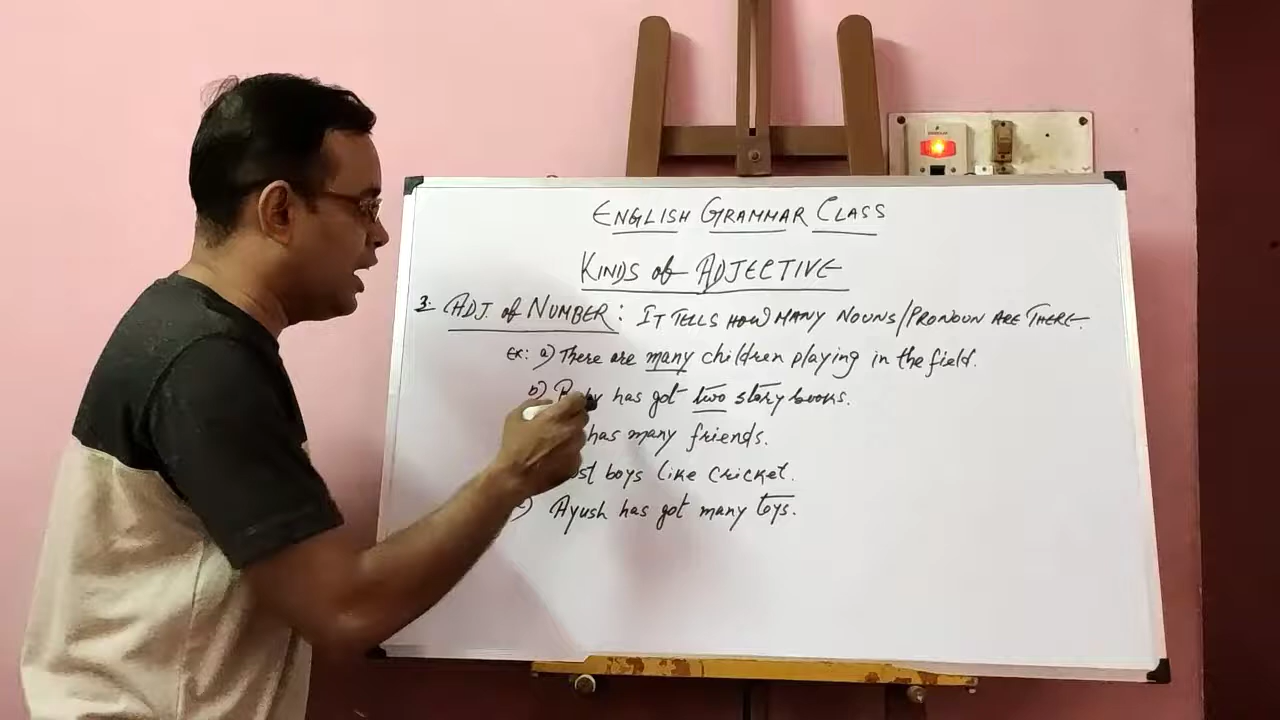 ENGLISH GRAMMAR CLASS
KINDS of ADJECTIVE
3. ADJ. of NUMBER: IT TELLS HOW MANY NOUNS/PRONOUN ARE THERE.
Ex: a) There are many children playing in the field.
b) has got two story books.
has many friends.
boys like cricket.
Ayush has got many toys.